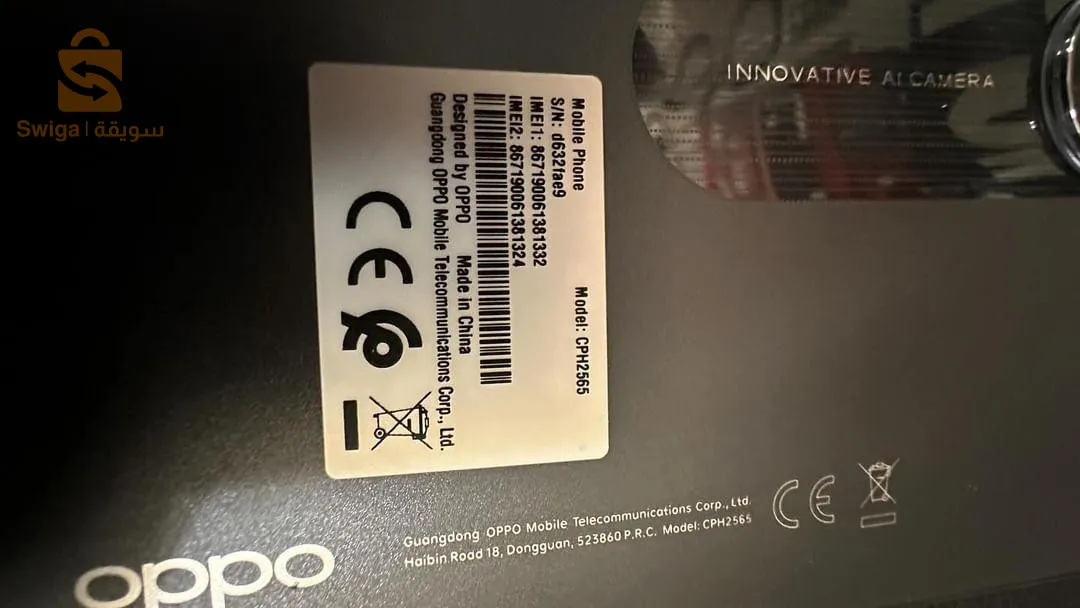 Swiga | سويقة
INNOVATIVE AI CAMERA
Mobile Phone Model: CPH2565
S/N: d632fae9
IMEI1: 867190061381332
IMEI2: 867190061381324
Designed by OPPO Made in China
Guangdong OPPO Mobile Telecommunications Corp., Ltd.
CE
Guangdong OPPO Mobile Telecommunications Corp., Ltd.
Haibin Road 18, Dongguan, 523860 P.R.C. Model: CPH2565
CE
oppo